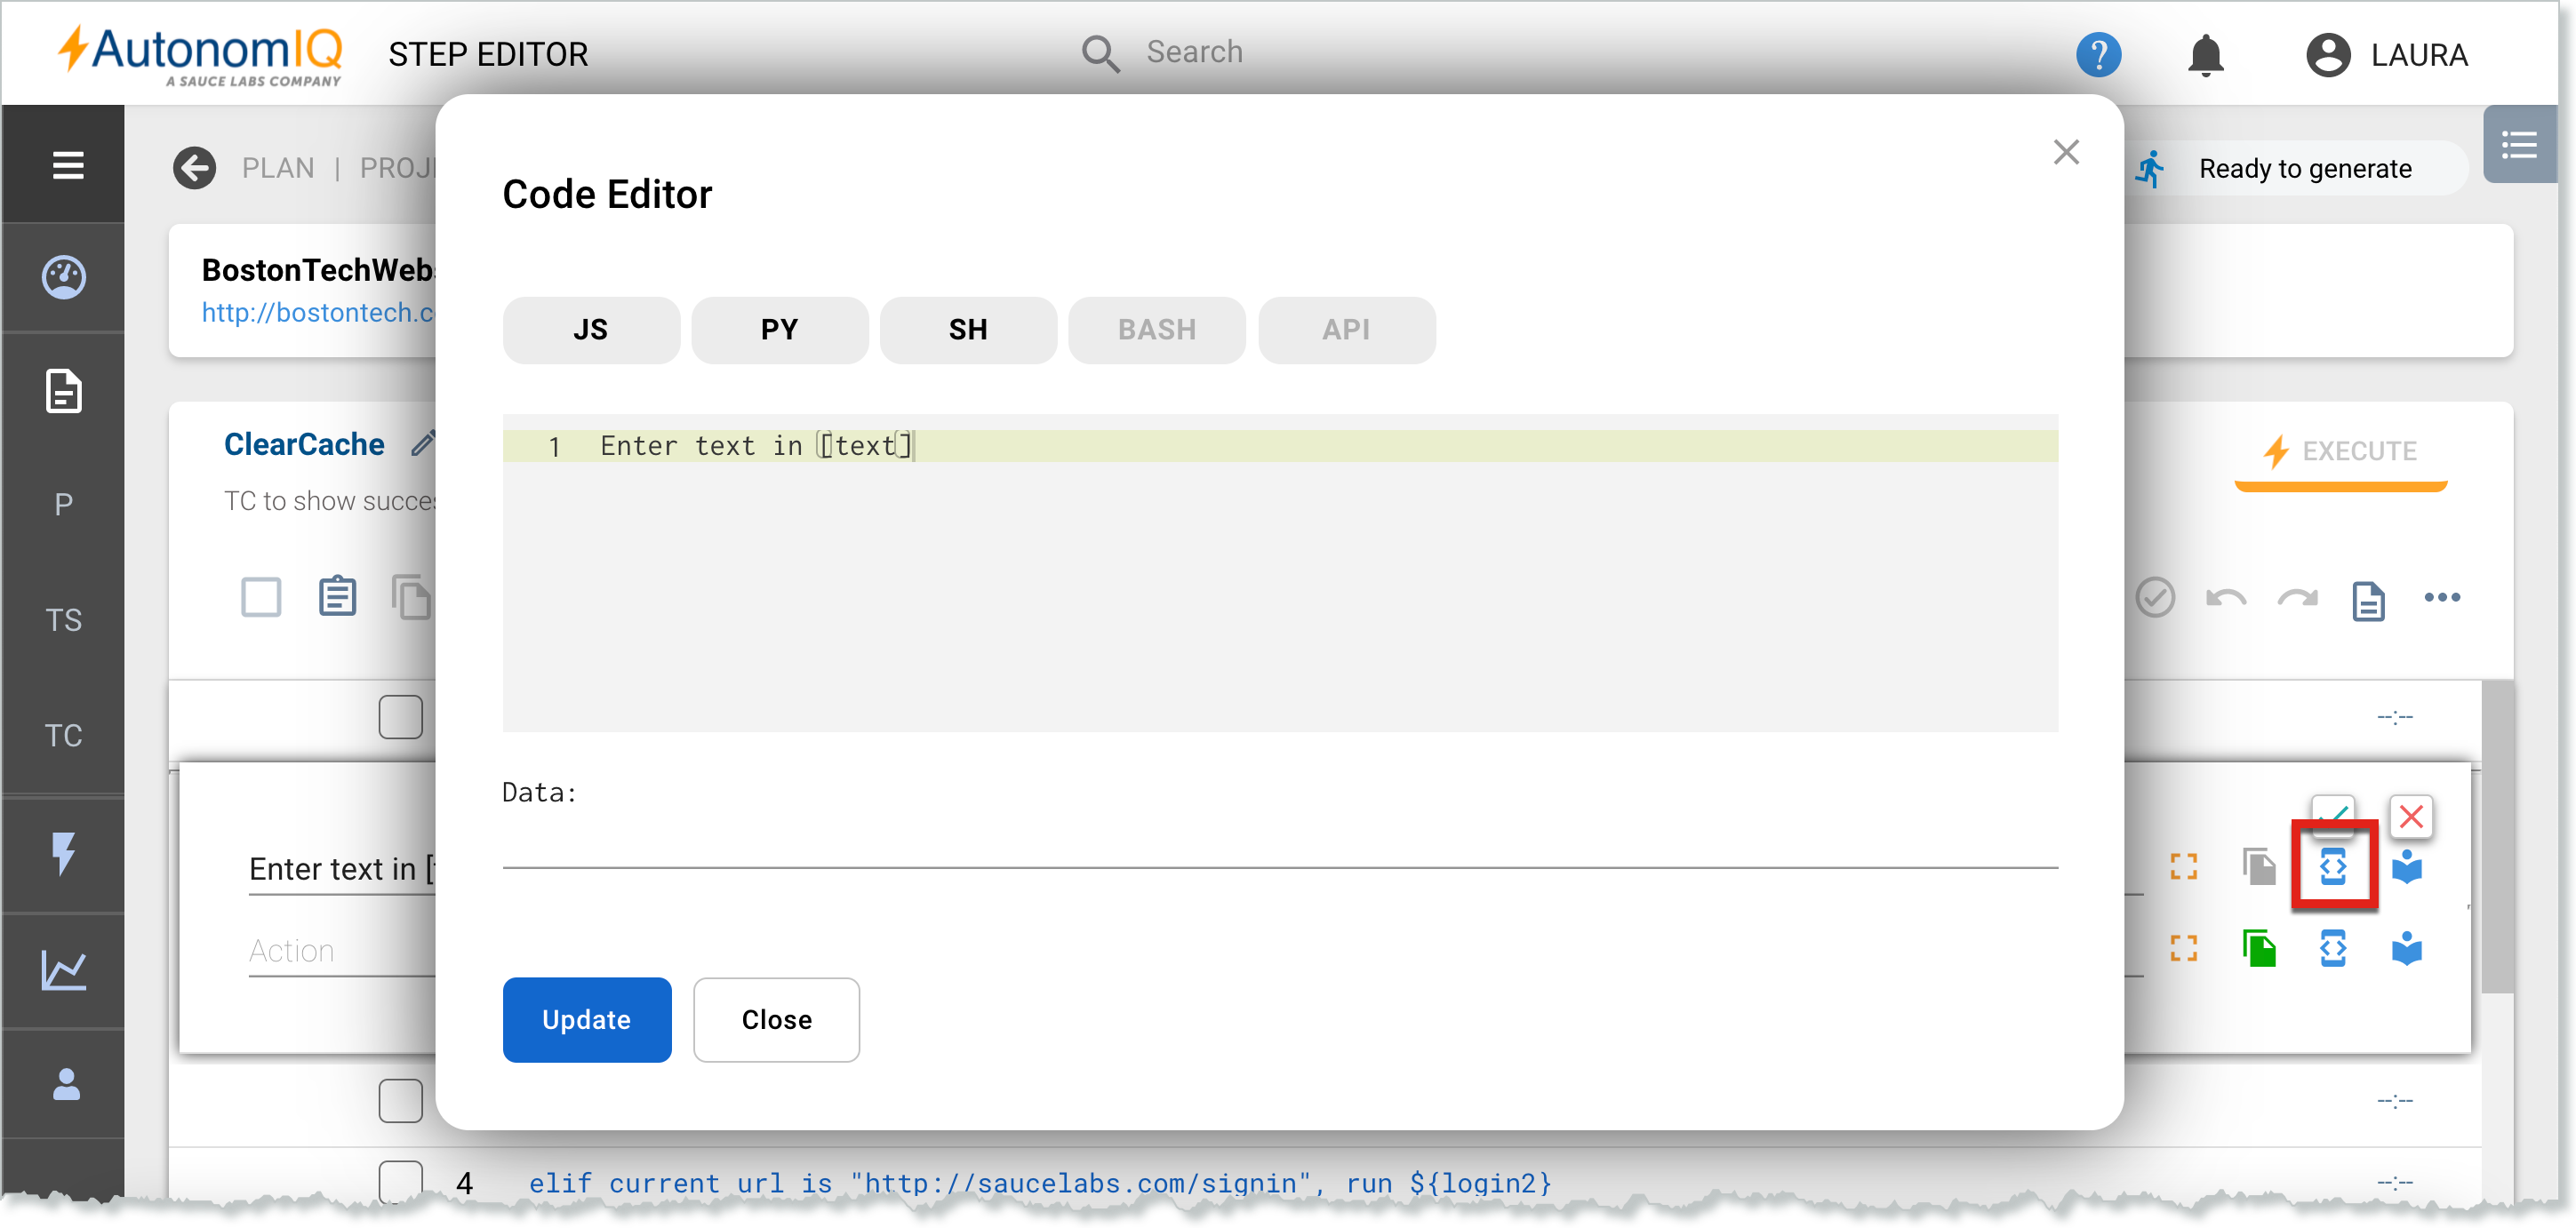 AutonomIQ
A SAUCE LABS COMPANY
STEP EDITOR
Search
?
LAURA
PLAN | PROJ
Ready to generate
Code Editor
BostonTechWebs
http://bostontech.c
JS PY SH BASH API
ClearCache
EXECUTE
1 Enter text in [text]
TC to show succes
P
TS
TC
--:--
Data:
Enter text in [
Action
Update Close
--:--
4 elif current url is "http://saucelabs.com/signin", run ${login2}
--:--